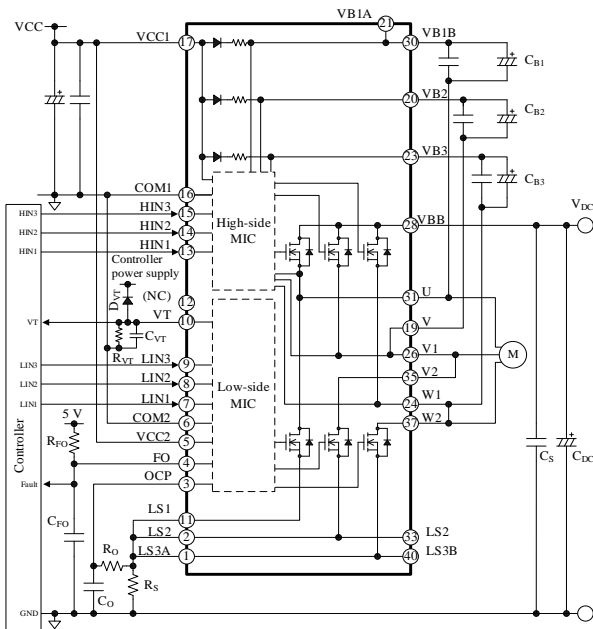 VB1A
21
VCC
VCC1
17
30
VB1B
CB1
20
VB2
CB2
23
VB3
CB3
COM1
16
HIN3
HIN3
15
HIN2
HIN2
14
HIN1
HIN1
13
High-side
MIC
28
VBB
VDC
Controller
power supply
DVT
(NC)
12
VT
VT
10
RVT
CVT
31
U
19
V
26
V1
35
V2
24
W1
37
W2
M
LIN3
LIN3
9
LIN2
LIN2
8
LIN1
LIN1
7
Low-side
MIC
COM2
6
VCC2
5
FO
4
OCP
3
5 V
RFO
Controller
Fault
CFO
CS
CDC
LS1
11
LS2
2
33
LS2
LS3A
1
40
LS3B
RO
CO
RS
GND